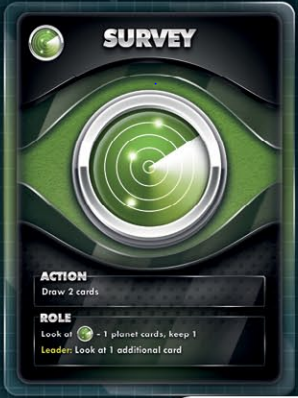 SURVEY
ACTION
Draw 2 cards
ROLE
Look at - 1 planet cards, keep 1
Leader: Look at 1 additional card